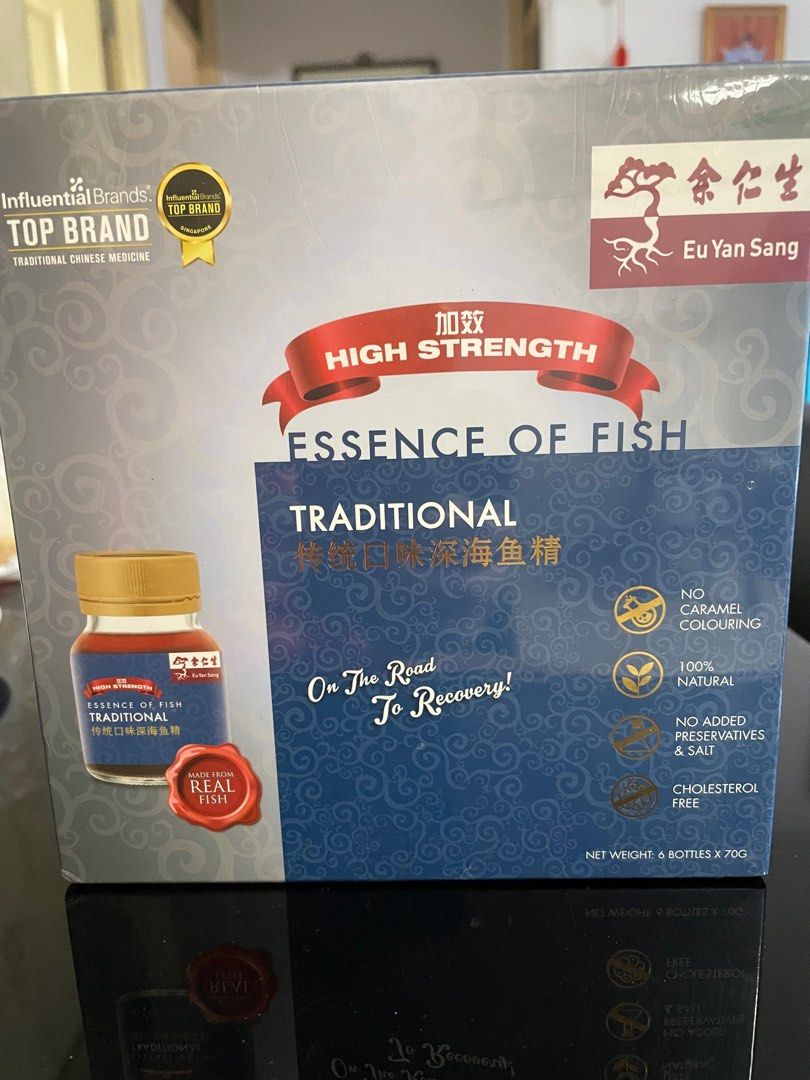 Influential Brands®
TOP BRAND
TRADITIONAL CHINESE MEDICINE
Influential Brands
TOP BRAND
SINGAPORE
余仁生
Eu Yan Sang
加效
HIGH STRENGTH
ESSENCE OF FISH
TRADITIONAL
传统口味深海鱼精
On The Road
To Recovery!
NO
CARAMEL
COLOURING
100%
NATURAL
NO ADDED
PRESERVATIVES
& SALT
CHOLESTEROL
FREE
NET WEIGHT: 6 BOTTLES X 70G
余仁生
Eu Yan Sang
加效
HIGH STRENGTH
ESSENCE OF FISH
TRADITIONAL
传统口味深海鱼精
MADE FROM
REAL
FISH